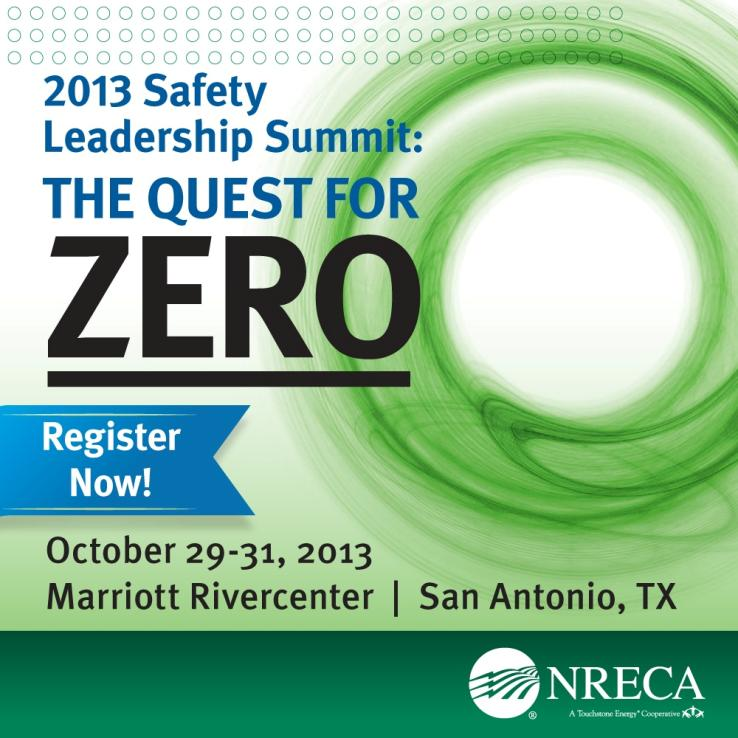 2013 Safety
Leadership Summit:
THE QUEST FOR
ZERO
Register
Now!
October 29-31, 2013
Marriott Rivercenter | San Antonio, TX
NRECA
®
A Touchstone Energy® Cooperative